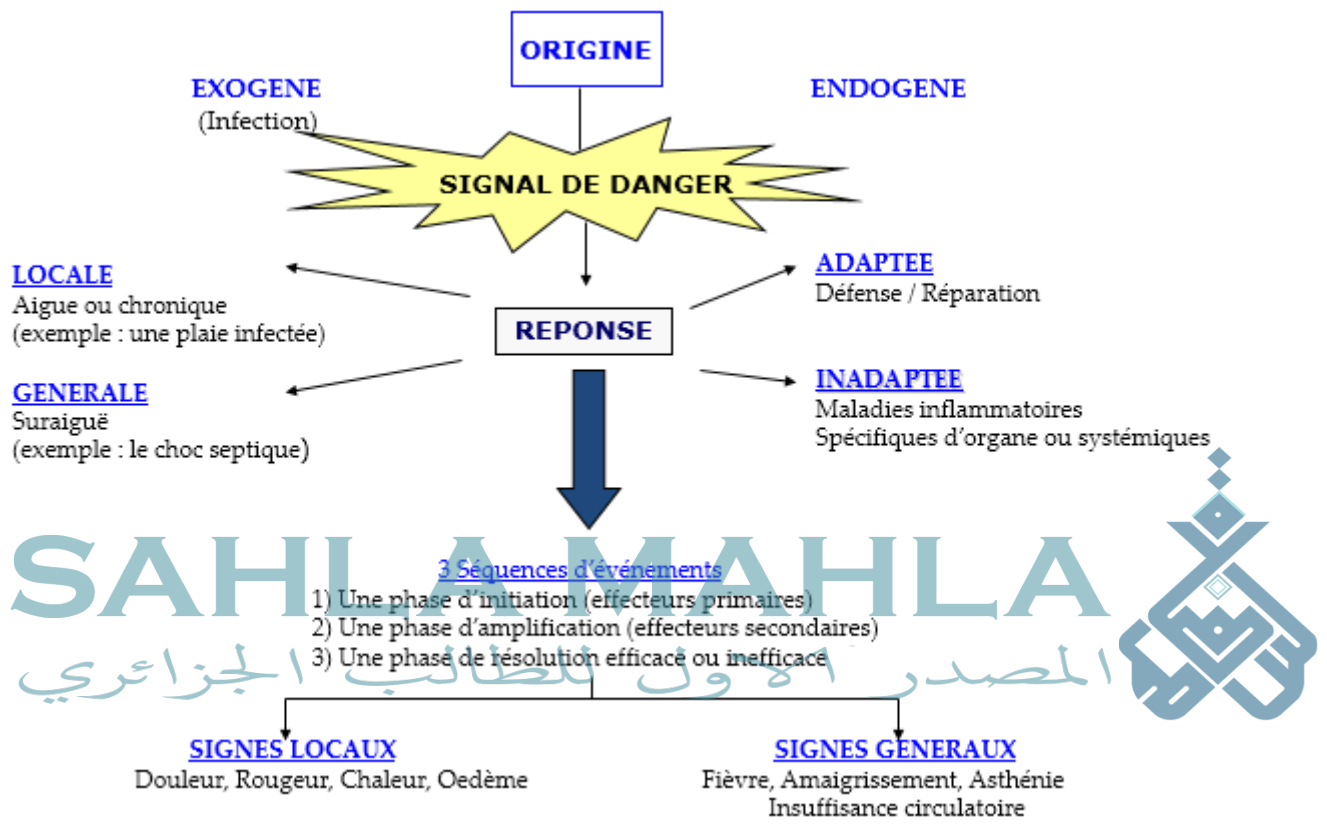 ORIGINE
EXOGENE
(Infection)
ENDOGENE
SIGNAL DE DANGER
LOCALE
Aigue ou chronique
(exemple : une plaie infectée)
ADAPTEE
Défense / Réparation
REPONSE
GENERALE
Suraiguë
(exemple : le choc septique)
INADAPTEE
Maladies inflammatoires
Spécifiques d'organe ou systémiques
SAHLA MAHLA
المصدر الاول للطالب الجزائري
3 Séquences d'événements
1) Une phase d'initiation (effecteurs primaires)
2) Une phase d'amplification (effecteurs secondaires)
3) Une phase de résolution efficace ou inefficace
SIGNES LOCAUX
Douleur, Rougeur, Chaleur, Oedème
SIGNES GENERAUX
Fièvre, Amaigrissement, Asthénie
Insuffisance circulatoire